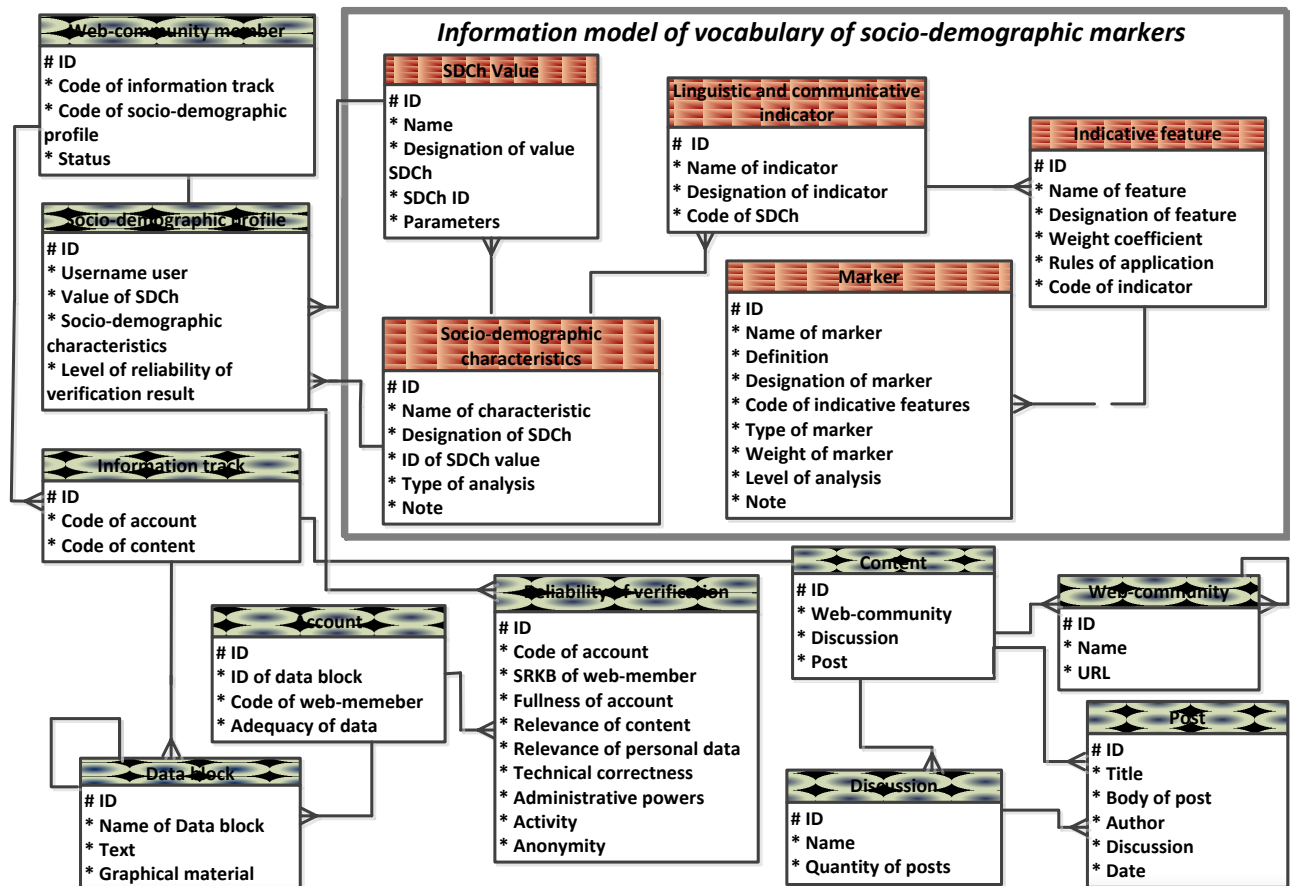 Web-community member
# ID
* Code of information track
* Code of socio-demographic
profile
* Status
Information model of vocabulary of socio-demographic markers
SDCh Value
# ID
* Name
* Designation of value
SDCh
* SDCh ID
* Parameters
Linguistic and communicative
indicator
# ID
* Name of indicator
* Designation of indicator
* Code of SDCh
Indicative feature
# ID
* Name of feature
* Designation of feature
* Weight coefficient
* Rules of application
* Code of indicator
Socio-demographic profile
# ID
* Username user
* Value of SDCh
* Socio-demographic
characteristics
* Level of reliability of
verification result
Socio-demographic
characteristics
# ID
* Name of characteristic
* Designation of SDCh
* ID of SDCh value
* Type of analysis
* Note
Marker
# ID
* Name of marker
* Definition
* Designation of marker
* Code of indicative features
* Type of marker
* Weight of marker
* Level of analysis
* Note
Information track
# ID
* Code of account
* Code of content
Account
# ID
* ID of data block
* Code of web-memeber
* Adequacy of data
Reliability of verification
# ID
* Code of account
* SRKB of web-member
* Fullness of account
* Relevance of content
* Relevance of personal data
* Technical correctness
* Administrative powers
* Activity
* Anonymity
Content
# ID
* Web-community
* Discussion
* Post
Web-community
# ID
* Name
* URL
Data block
# ID
* Name of Data block
* Text
* Graphical material
Discussion
# ID
* Name
* Quantity of posts
Post
# ID
* Title
* Body of post
* Author
* Discussion
* Date